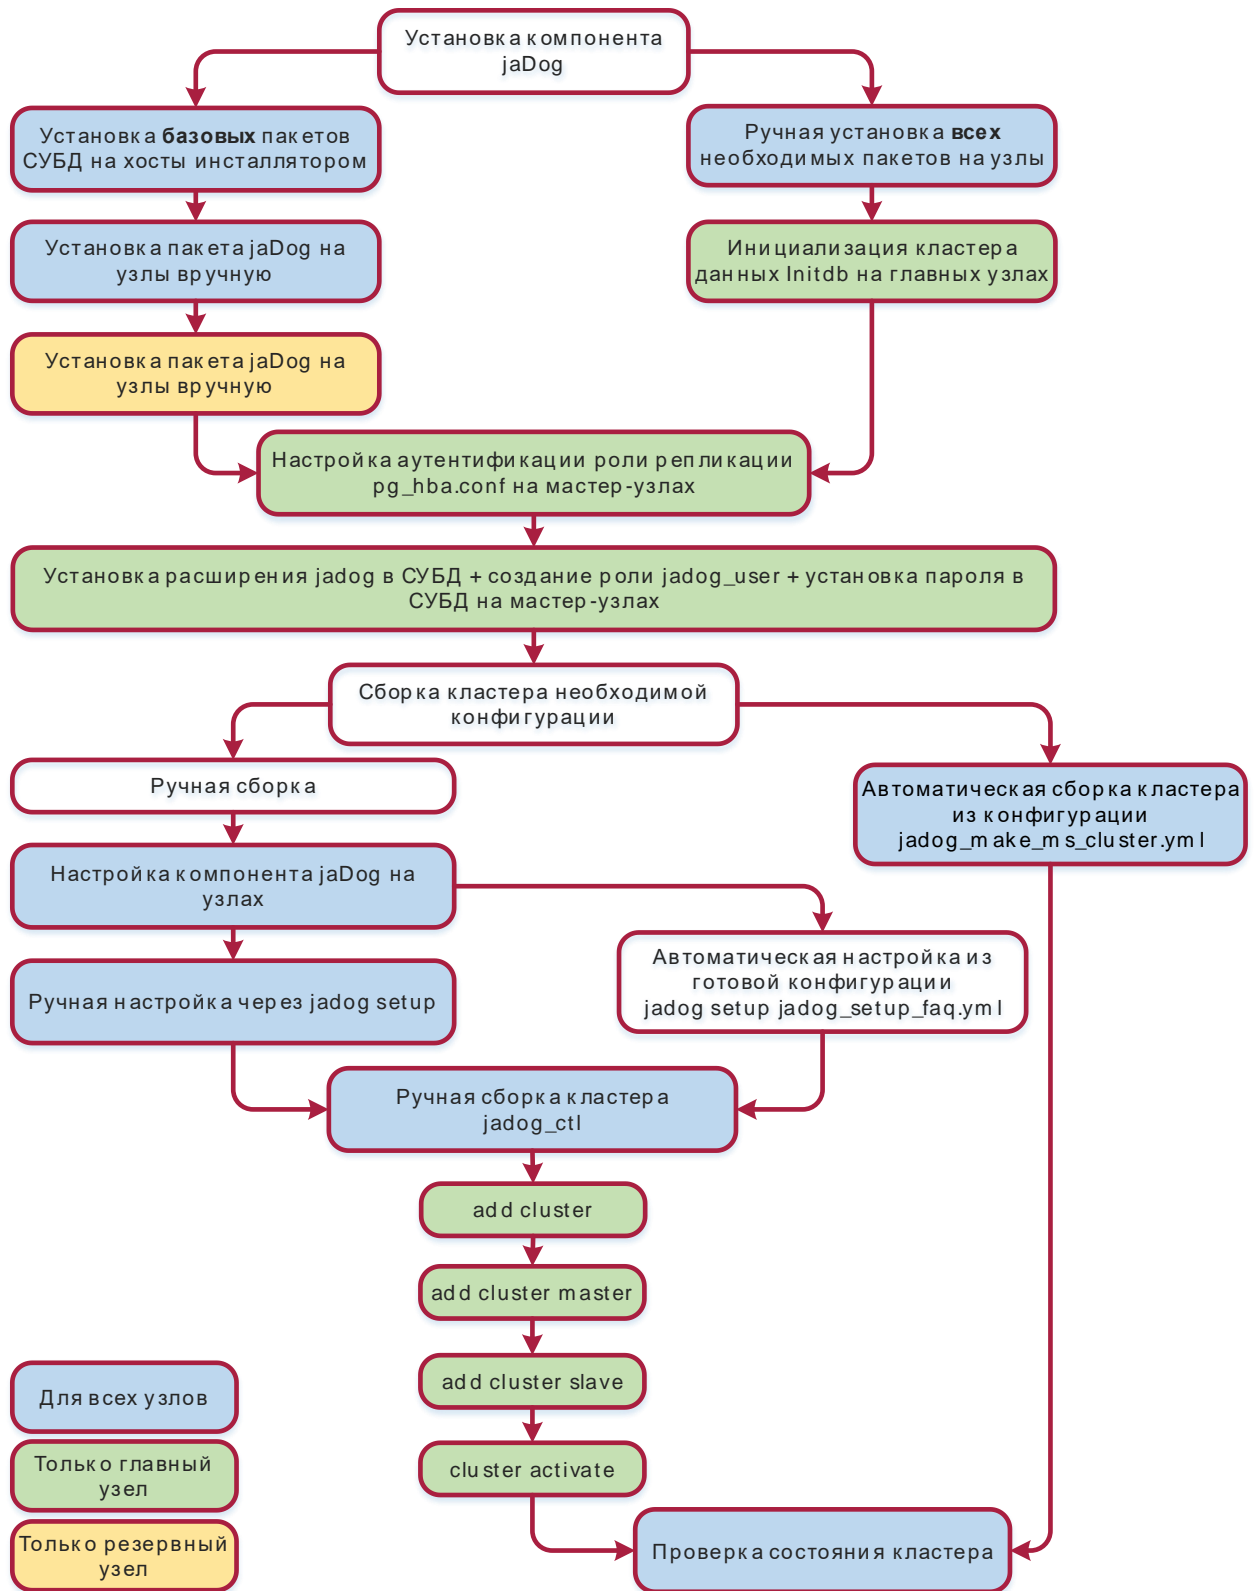 Установка компонента
jaDog
Установка базовых пакетов
СУБД на хосты инсталлятором
Ручная установка всех
необходимых пакетов на узлы
Установка пакета jaDog на
узлы вручную
Инициализация кластера
данных Initdb на главных узлах
Установка пакета jaDog на
узлы вручную
Настройка аутентификации роли репликации
pg_hba.conf на мастер-узлах
Установка расширения jadog в СУБД + создание роли jadog_user + установка пароля в
СУБД на мастер-узлах
Сборка кластера необходимой
конфигурации
Ручная сборка
Автоматическая сборка кластера
из конфигурации
jadog_make_ms_cluster.yml
Настройка компонента jaDog на
узлах
Автоматическая настройка из
готовой конфигурации
jadog setup jadog_setup_faq.yml
Ручная настройка через jadog setup
Ручная сборка кластера
jadog_ctl
add cluster
add cluster master
add cluster slave
cluster activate
Проверка состояния кластера
Для всех узлов
Только главный
узел
Только резервный
узел